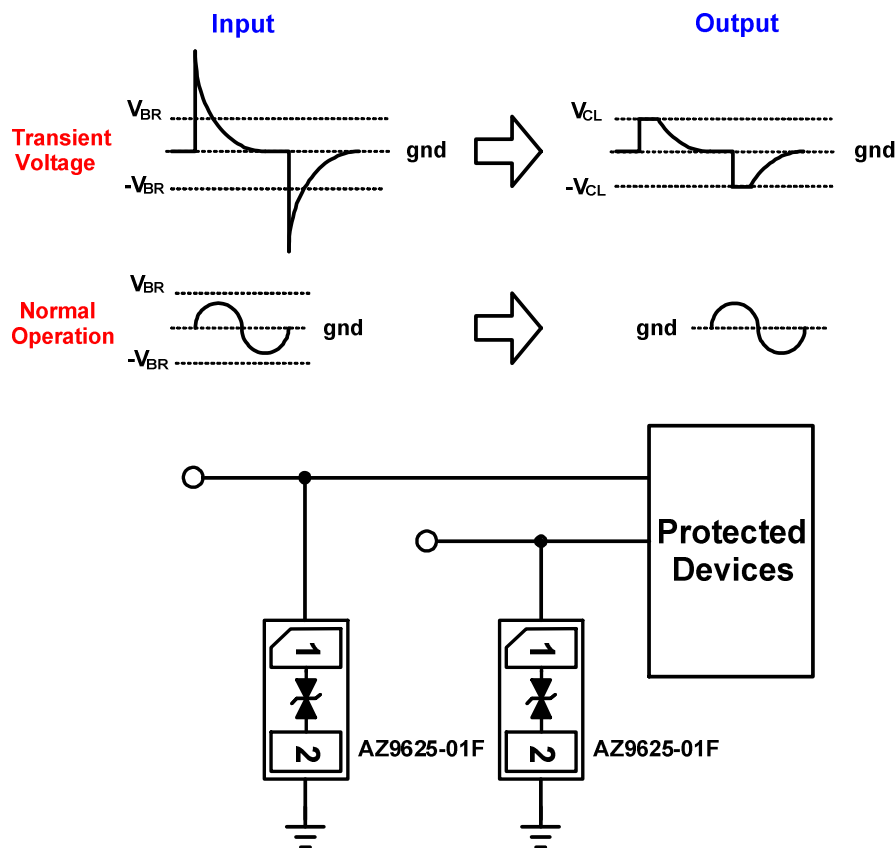 Input
Output
Transient
Voltage
VBR
gnd
-VBR
VCL
gnd
-VCL
Normal
Operation
VBR
gnd
-VBR
gnd
Protected
Devices
1
2
AZ9625-01F
1
2
AZ9625-01F